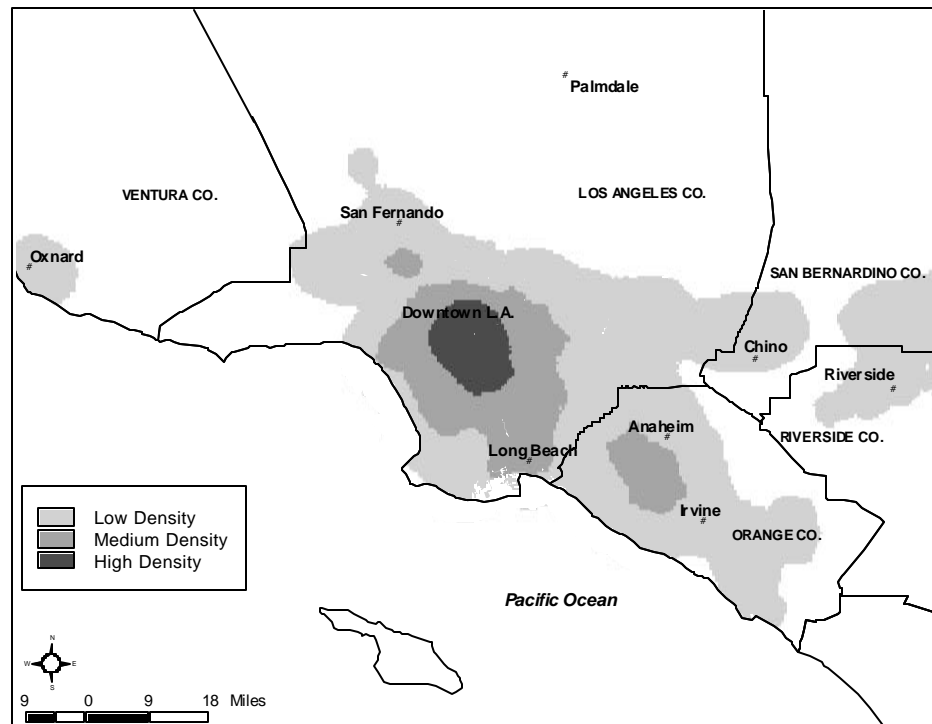 Palmdale
VENTURA CO.
LOS ANGELES CO.
San Fernando
Oxnard
SAN BERNARDINO CO.
Downtown L.A.
Chino
Riverside
Anaheim
RIVERSIDE CO.
Long Beach
Irvine
ORANGE CO.
Low Density
Medium Density
High Density
Pacific Ocean
N
W E
S
9 0 9 18 Miles